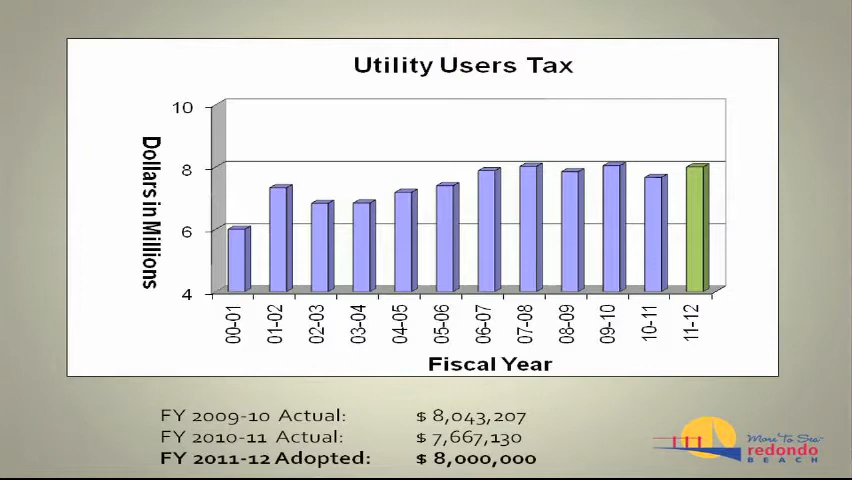 Utility Users Tax
10
8
6
4
Dollars in Millions
00-01 01-02 02-03 03-04 04-05 05-06 06-07 07-08 08-09 09-10 10-11 11-12
Fiscal Year
FY 2009-10 Actual: $ 8,043,207
FY 2010-11 Actual: $ 7,667,130
FY 2011-12 Adopted: $ 8,000,000
More To Sea
redondo
BEACH